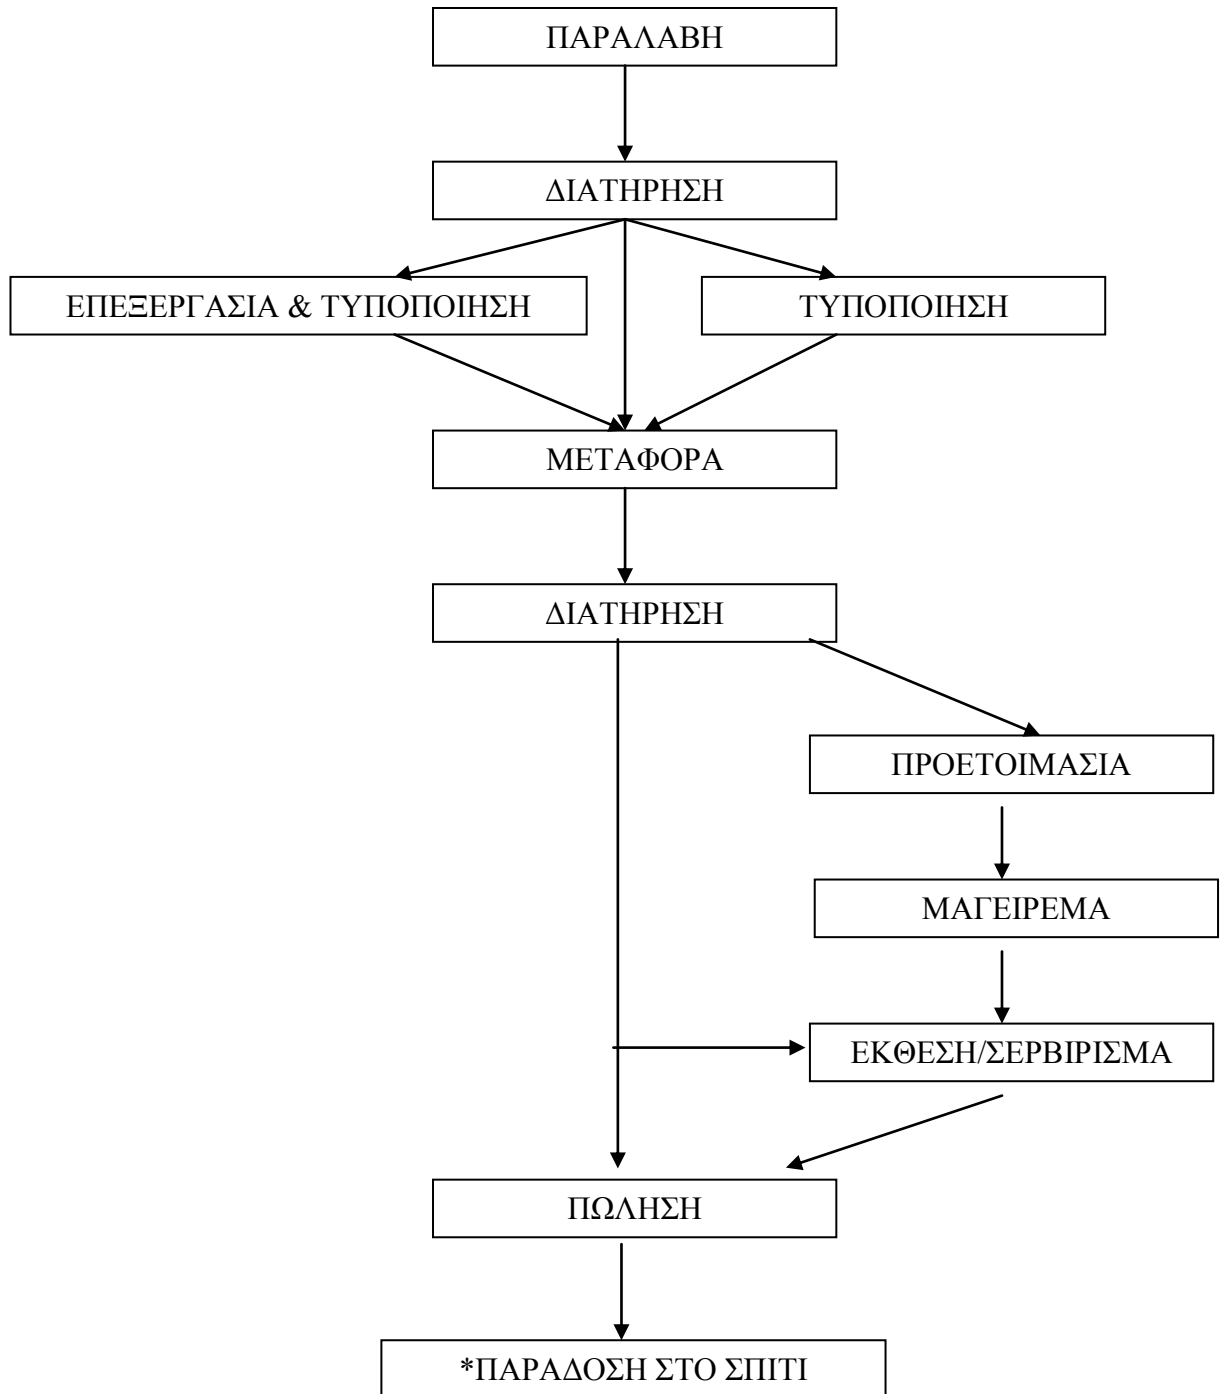 ΠΑΡΑΛΑΒΗ
ΔΙΑΤΗΡΗΣΗ
ΕΠΕΞΕΡΓΑΣΙΑ & ΤΥΠΟΠΟΙΗΣΗ
ΤΥΠΟΠΟΙΗΣΗ
ΜΕΤΑΦΟΡΑ
ΔΙΑΤΗΡΗΣΗ
ΠΡΟΕΤΟΙΜΑΣΙΑ
ΜΑΓΕΙΡΕΜΑ
ΕΚΘΕΣΗ/ΣΕΡΒΙΡΙΣΜΑ
ΠΩΛΗΣΗ
*ΠΑΡΑΔΟΣΗ ΣΤΟ ΣΠΙΤΙ